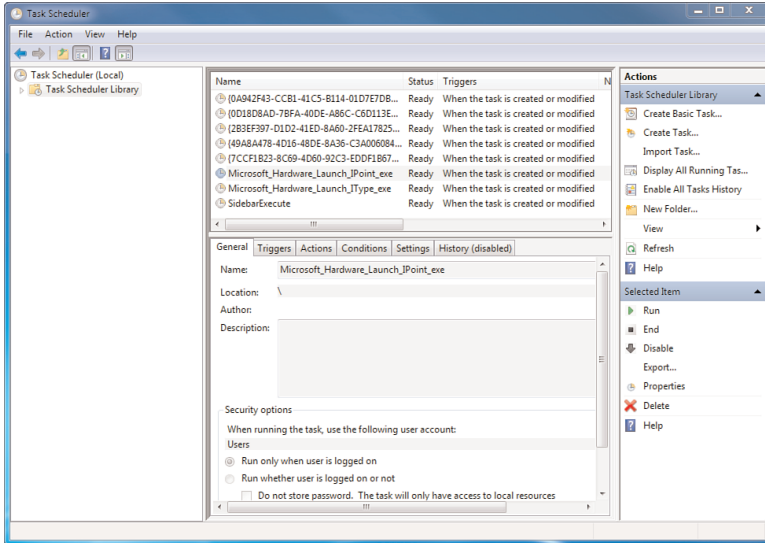 Task Scheduler
File Action View Help
Task Scheduler (Local)
Task Scheduler Library
Name Status Triggers N
{0A942F43-CCB1-41C5-B114-01D7E7DB... Ready When the task is created or modified
{0D18D8AD-7BFA-40DE-A86C-C6D113E... Ready When the task is created or modified
{2B3EF397-D1D2-41ED-8A60-2FEA17825... Ready When the task is created or modified
{49A8A478-4D16-48DE-8A36-C3A006084... Ready When the task is created or modified
{7CCF1B23-8C69-4D60-92C3-EDDF1B67... Ready When the task is created or modified
Microsoft_Hardware_Launch_IPoint_exe Ready When the task is created or modified
Microsoft_Hardware_Launch_IType_exe Ready When the task is created or modified
SidebarExecute Ready When the task is created or modified
General Triggers Actions Conditions Settings History (disabled)
Name: Microsoft_Hardware_Launch_IPoint_exe
Location: \
Author:
Description:
Security options
When running the task, use the following user account:
Users
Run only when user is logged on
Run whether user is logged on or not
Do not store password. The task will only have access to local resources
Actions
Task Scheduler Library
Create Basic Task...
Create Task...
Import Task...
Display All Running Tas...
Enable All Tasks History
New Folder...
View
Refresh
Help
Selected Item
Run
End
Disable
Export...
Properties
Delete
Help